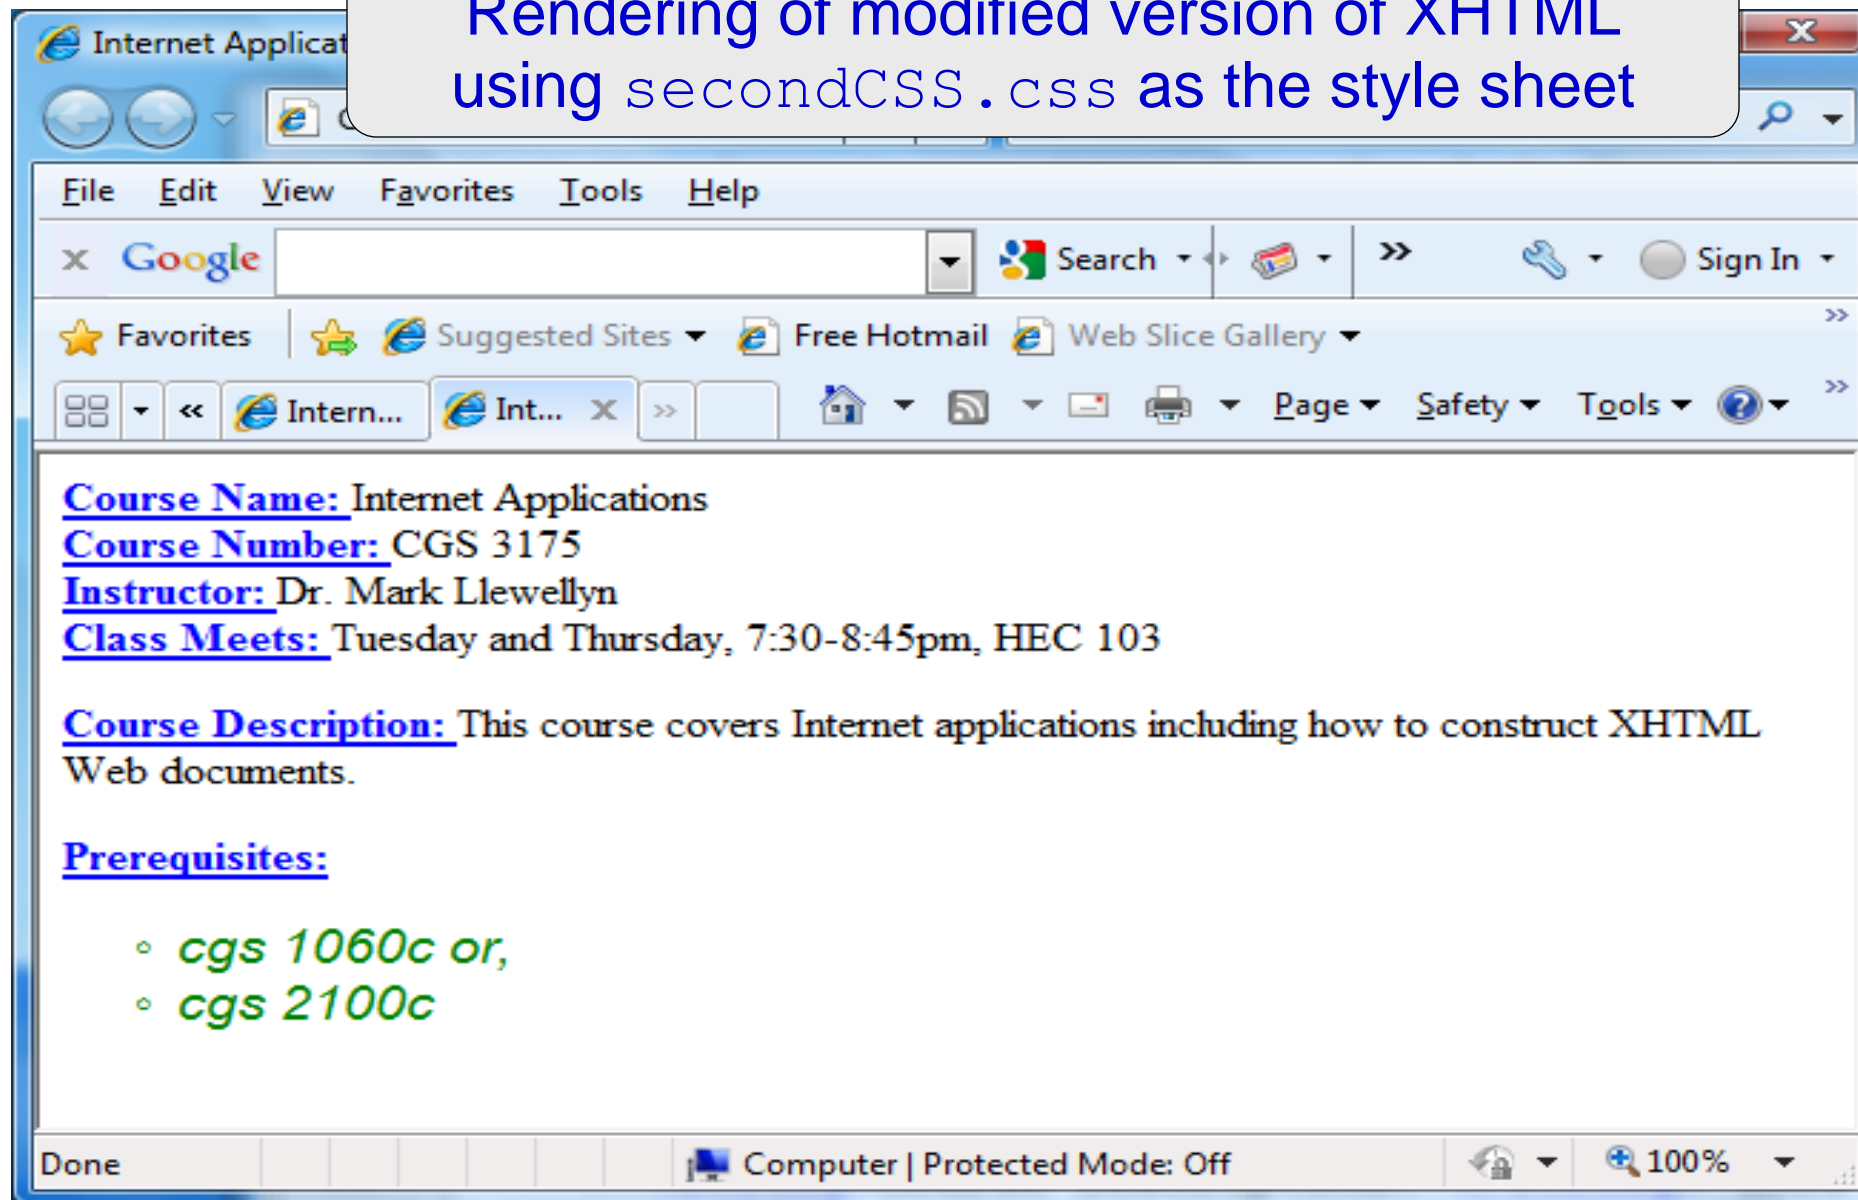 Rendering of modified version of XHTML
using secondCSS.css as the style sheet
Internet Applicat
File Edit View Favorites Tools Help
x Google Search » Sign In
Favorites Suggested Sites Free Hotmail Web Slice Gallery »
« Intern... Int... x » Page Safety Tools »
Course Name: Internet Applications
Course Number: CGS 3175
Instructor: Dr. Mark Llewellyn
Class Meets: Tuesday and Thursday, 7:30-8:45pm, HEC 103
Course Description: This course covers Internet applications including how to construct XHTML
Web documents.
Prerequisites:
◦ cgs 1060c or,
◦ cgs 2100c
Done Computer | Protected Mode: Off 100%